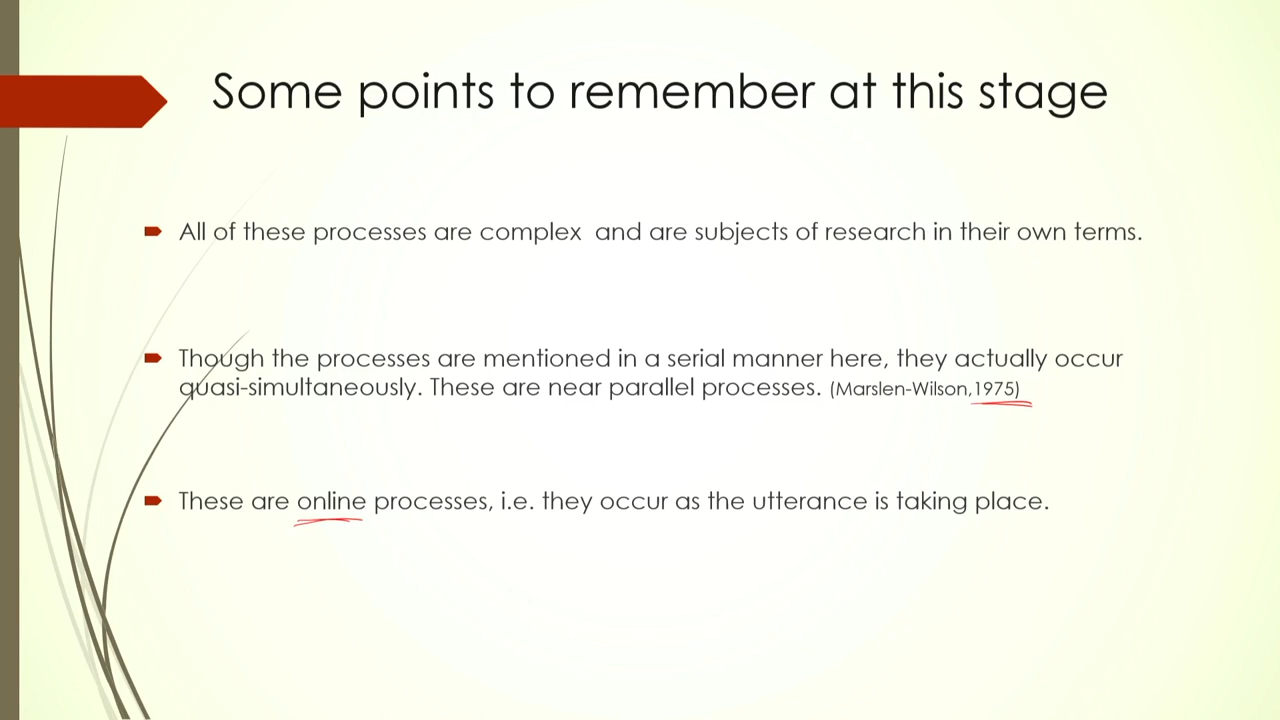 Some points to remember at this stage
All of these processes are complex  and are subjects of research in their own terms.
Though the processes are mentioned in a serial manner here, they actually occur
quasi-simultaneously. These are near parallel processes. (Marslen-Wilson,1975)
These are online processes, i.e. they occur as the utterance is taking place.